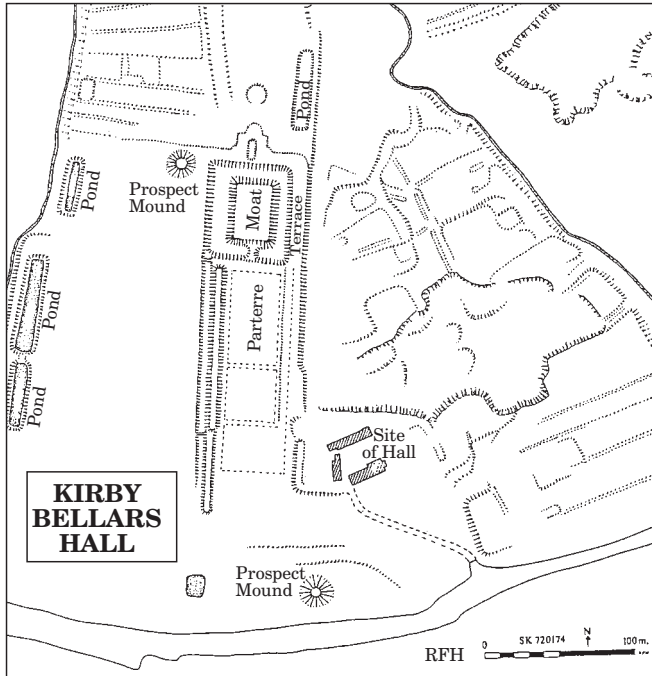 Pond
Prospect
Mound
Pond
Moat
Terrace
Pond
Parterre
Pond
Site
of Hall
KIRBY
BELLARS
HALL
Prospect
Mound
RFH
0
SK 720174
N
100 m.